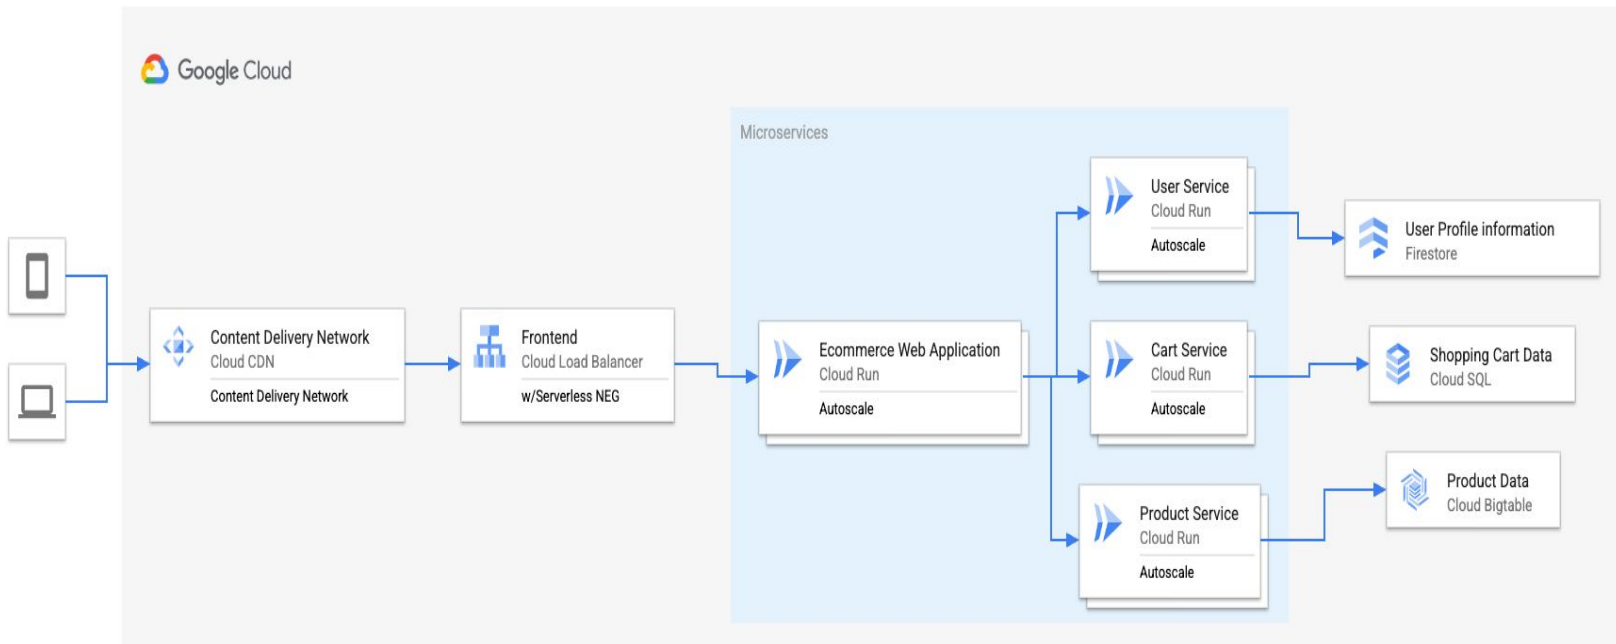 Google Cloud
Microservices
User Service
Cloud Run
Autoscale
User Profile information
Firestore
Content Delivery Network
Cloud CDN
Content Delivery Network
Frontend
Cloud Load Balancer
w/Serverless NEG
Ecommerce Web Application
Cloud Run
Autoscale
Cart Service
Cloud Run
Autoscale
Shopping Cart Data
Cloud SQL
Product Service
Cloud Run
Autoscale
Product Data
Cloud Bigtable